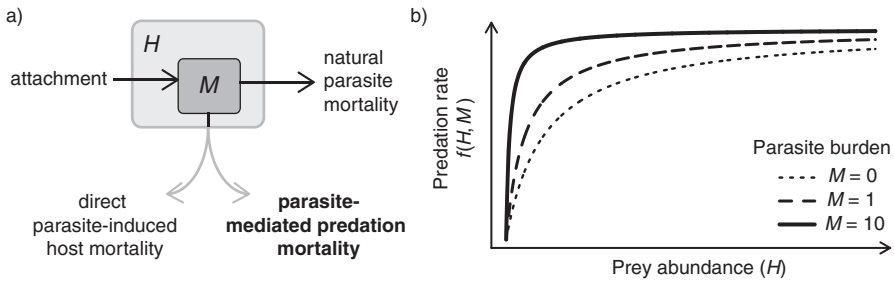 a)
H
attachment
M
natural
parasite
mortality
direct
parasite-induced
host mortality
parasite-
mediated predation
mortality
b)
Predation rate
f(H, M)
Parasite burden
M = 0
M = 1
M = 10
Prey abundance (H)